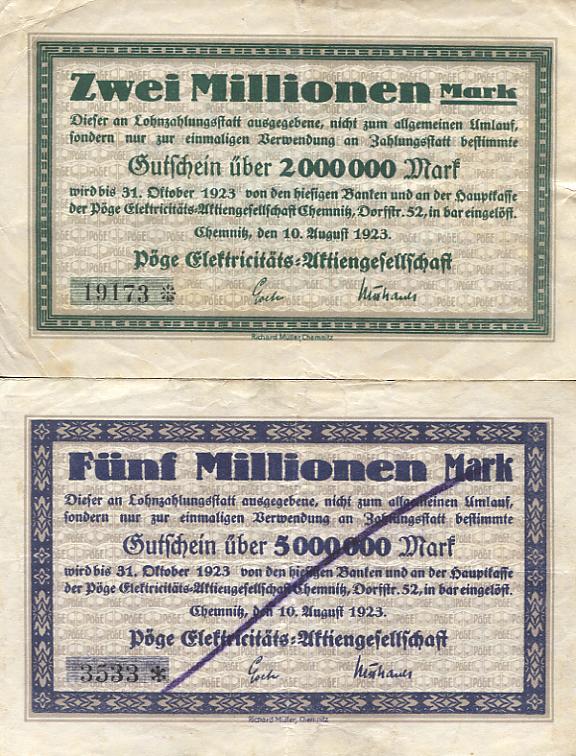 Zwei Millionen Mark
Dieser an Lohnzahlungsstatt ausgegebene, nicht zum allgemeinen Umlauf,
sondern nur zur einmaligen Verwendung an Zahlungsstatt bestimmte
Gutschein über 2000000 Mark
wird bis 31. Oktober 1923 von den hiesigen Banken und an der Hauptkasse
der Pöge Elektricitäts-Aktiengesellschaft Chemnitz, Dorfstr. 52, in bar eingelöst.
Chemnitz, den 10. August 1923.
Pöge Elektricitäts-Aktiengesellschaft
19173 *
Richard Müller, Chemnitz
Fünf Millionen Mark
Dieser an Lohnzahlungsstatt ausgegebene, nicht zum allgemeinen Umlauf,
sondern nur zur einmaligen Verwendung an Zahlungsstatt bestimmte
Gutschein über 5000000 Mark
wird bis 31. Oktober 1923 von den hiesigen Banken und an der Hauptkasse
der Pöge Elektricitäts-Aktiengesellschaft Chemnitz, Dorfstr. 52, in bar eingelöst.
Chemnitz, den 10. August 1923.
Pöge Elektricitäts-Aktiengesellschaft
3533 *
Richard Müller, Chemnitz